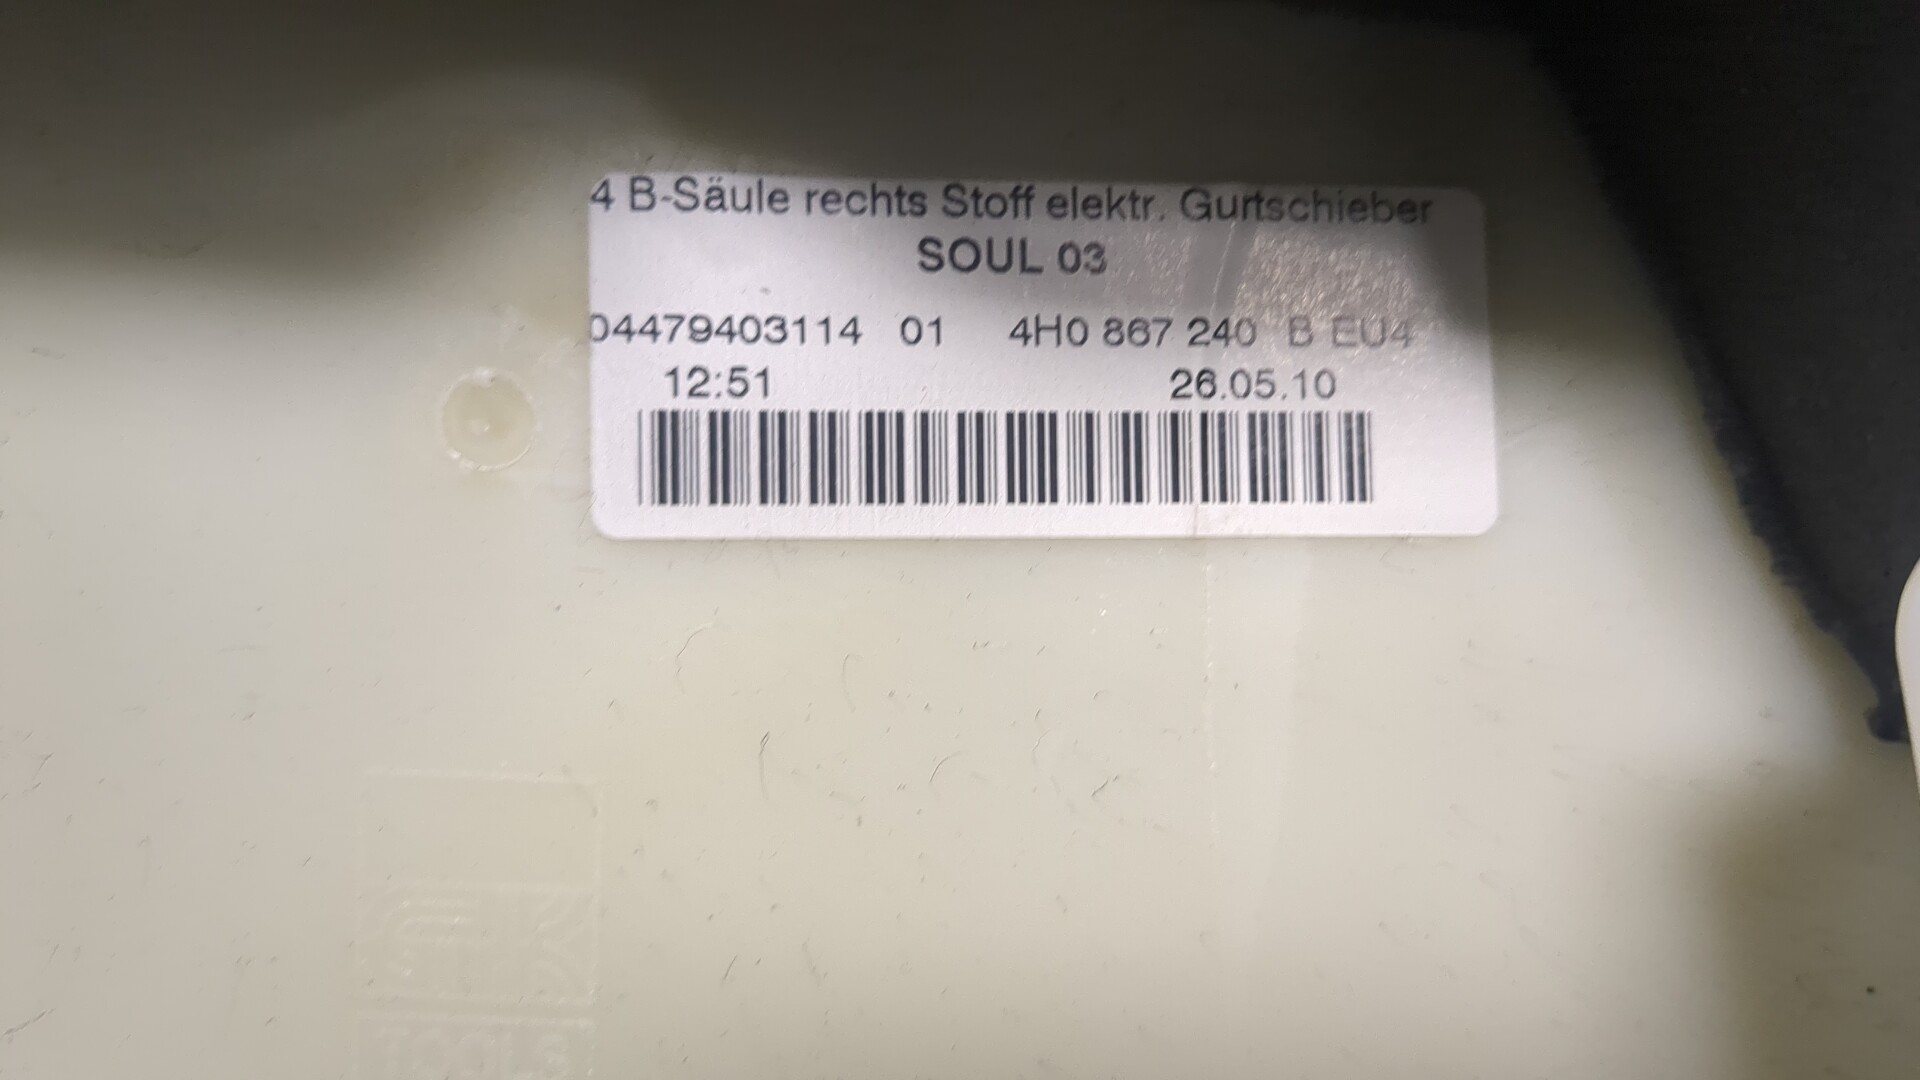 4 B-Säule rechts Stoff elektr. Gurtschieber
SOUL 03
04479403114 01 4H0 867 240 B EU4
12:51 26.05.10
TOOLS